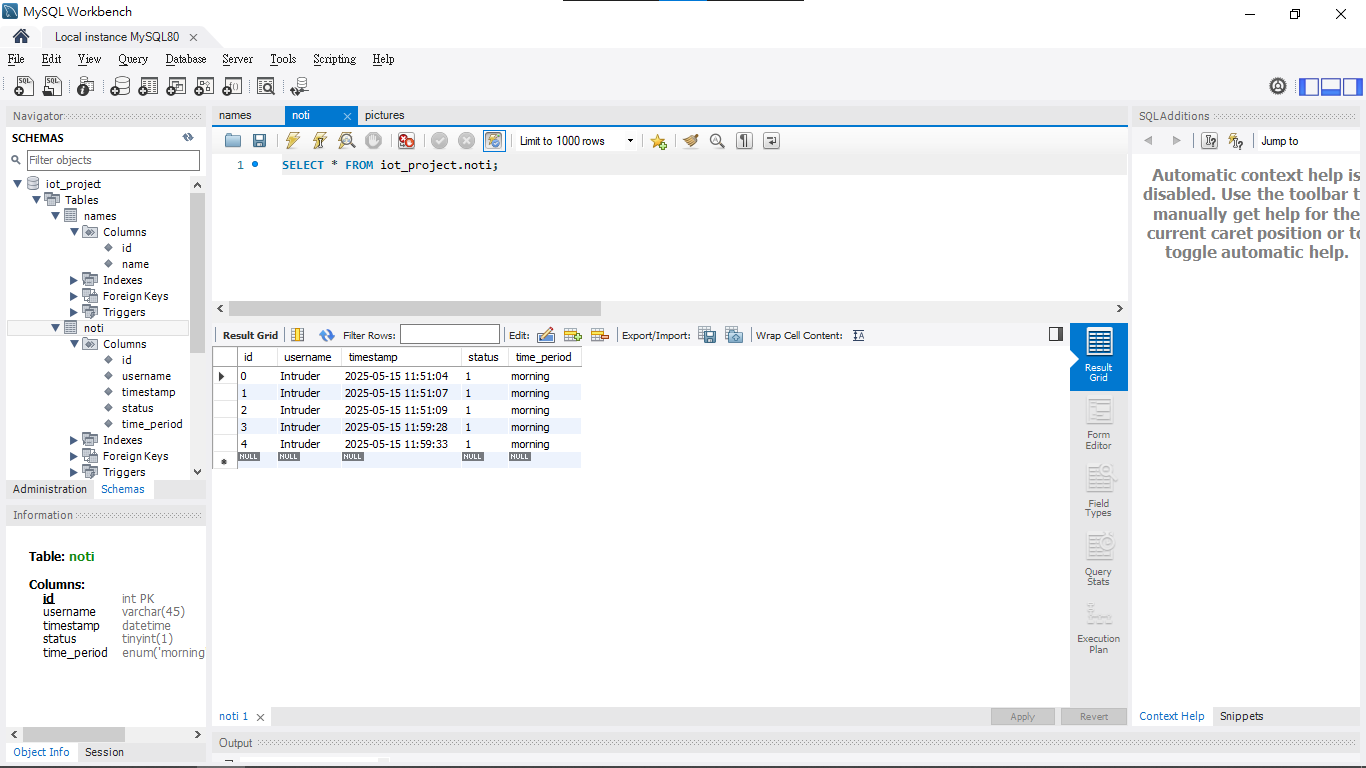 MySQL Workbench
Local instance MySQL80
File Edit View Query Database Server Tools Scripting Help
Navigator
SCHEMAS
Filter objects
iot_project
Tables
names
Columns
id
name
Indexes
Foreign Keys
Triggers
noti
Columns
id
username
timestamp
status
time_period
Indexes
Foreign Keys
Triggers
Administration Schemas
Information
Table: noti
Columns:
id int PK
username varchar(45)
timestamp datetime
status tinyint(1)
time_period enum('morning
Object Info Session
names noti pictures
Limit to 1000 rows
1 SELECT * FROM iot_project.noti;
Result Grid Filter Rows: Edit: Export/Import: Wrap Cell Content: IA
id username timestamp status time_period
0 Intruder 2025-05-15 11:51:04 1 morning
1 Intruder 2025-05-15 11:51:07 1 morning
2 Intruder 2025-05-15 11:51:09 1 morning
3 Intruder 2025-05-15 11:59:28 1 morning
4 Intruder 2025-05-15 11:59:33 1 morning
NULL NULL NULL NULL NULL
Result
Grid
Form
Editor
Field
Types
Query
Stats
Execution
Plan
noti 1
Apply Revert
Output
SQLAdditions
Jump to
Automatic context help is
disabled. Use the toolbar t
manually get help for the
current caret position or to
toggle automatic help.
Context Help Snippets